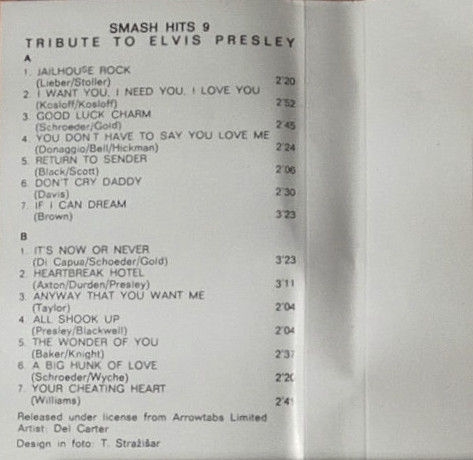 SMASH HITS 9
TRIBUTE TO ELVIS PRESLEY
A
1. JAILHOUSE ROCK
(Lieber/Stoller) 2'20
2. I WANT YOU, I NEED YOU, I LOVE YOU
(Kosloff/Kosloff) 2'52
3. GOOD LUCK CHARM
(Schroeder/Gold) 2'45
4. YOU DON'T HAVE TO SAY YOU LOVE ME
(Donaggio/Bell/Hickman) 2'24
5. RETURN TO SENDER
(Black/Scott) 2'06
6. DON'T CRY DADDY
(Davis) 2'30
7. IF I CAN DREAM
(Brown) 3'23
B
1. IT'S NOW OR NEVER
(Di Capua/Schoeder/Gold) 3'23
2. HEARTBREAK HOTEL
(Axton/Durden/Presley) 3'11
3. ANYWAY THAT YOU WANT ME
(Taylor) 2'04
4. ALL SHOOK UP
(Presley/Blackwell) 2'04
5. THE WONDER OF YOU
(Baker/Knight) 2'37
6. A BIG HUNK OF LOVE
(Schroeder/Wyche) 2'20
7. YOUR CHEATING HEART
(Williams) 2'41
Released under license from Arrowtabs Limited
Artist: Del Carter
Design in foto: T. Stražišar